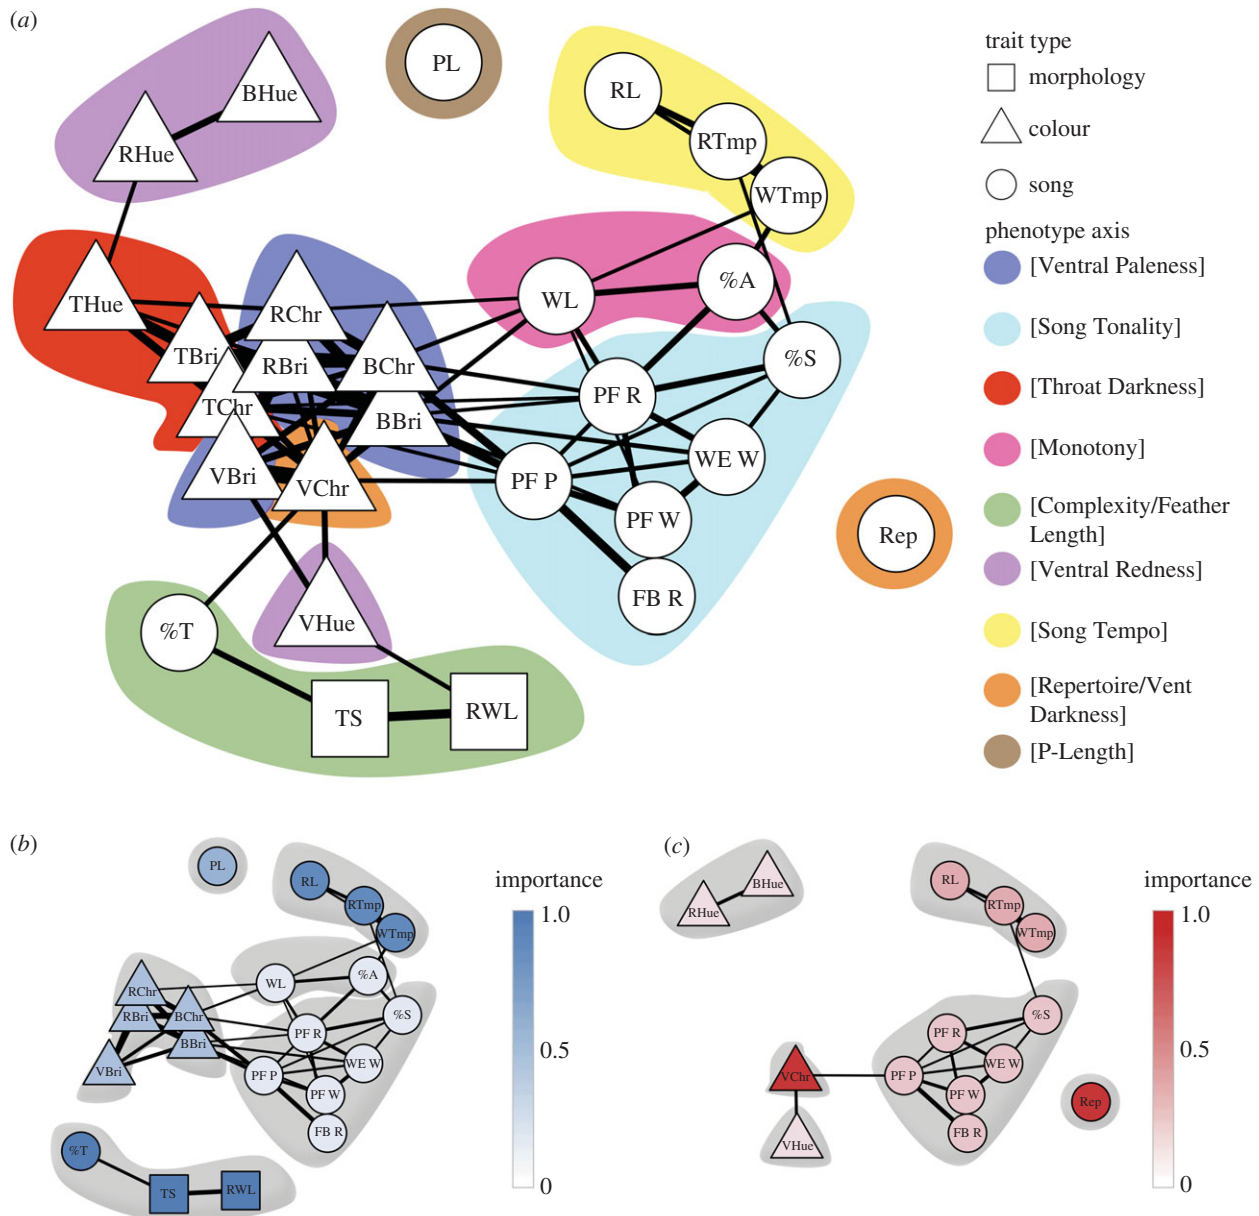 (a)
PL
BHue
RHue
RL
RTmp
WTmp
THue
TBri
TChr
RChr
RBri
BChr
BBri
VBri
VChr
WL
%A
%S
PF R
WE W
PF P
PF W
FB R
Rep
%T
VHue
TS
RWL
trait type
morphology
colour
song
phenotype axis
[Ventral Paleness]
[Song Tonality]
[Throat Darkness]
[Monotony]
[Complexity/Feather
Length]
[Ventral Redness]
[Song Tempo]
[Repertoire/Vent
Darkness]
[P-Length]
(b)
PL
RL
RTmp
WTmp
RChr
RBri
BChr
BBri
VBri
WL
%A
%S
PF R
WE W
PF P
PF W
FB R
%T
TS
RWL
importance
1.0
0.5
0
(c)
BHue
RHue
RL
RTmp
WTmp
%S
PF R
WE W
PF P
PF W
FB R
VChr
VHue
Rep
importance
1.0
0.5
0